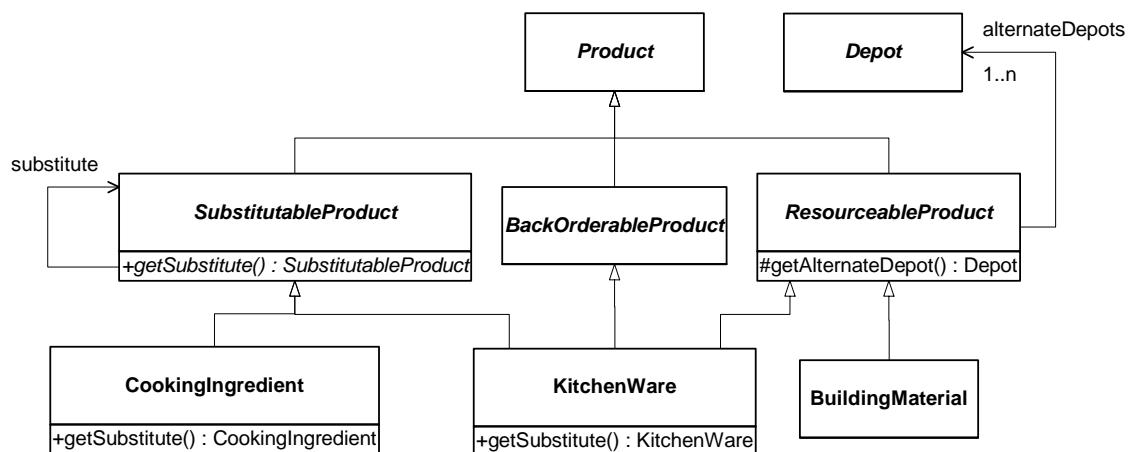 alternateDepots
Product
Depot
1..n
substitute
SubstitutableProduct
BackOrderableProduct
ResourceableProduct
+getSubstitute() : SubstitutableProduct
#getAlternateDepot() : Depot
CookingIngredient
KitchenWare
BuildingMaterial
+getSubstitute() : CookingIngredient
+getSubstitute() : KitchenWare